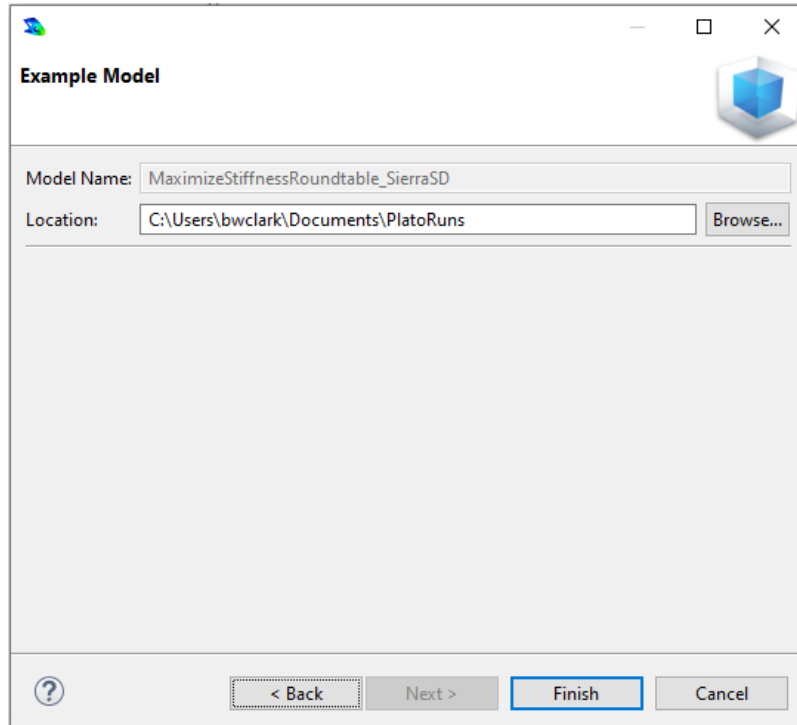 Example Model
Model Name: MaximizeStiffnessRoundtable_SierraSD
Location: C:\Users\bwclark\Documents\PlatoRuns Browse...
? < Back Next > Finish Cancel